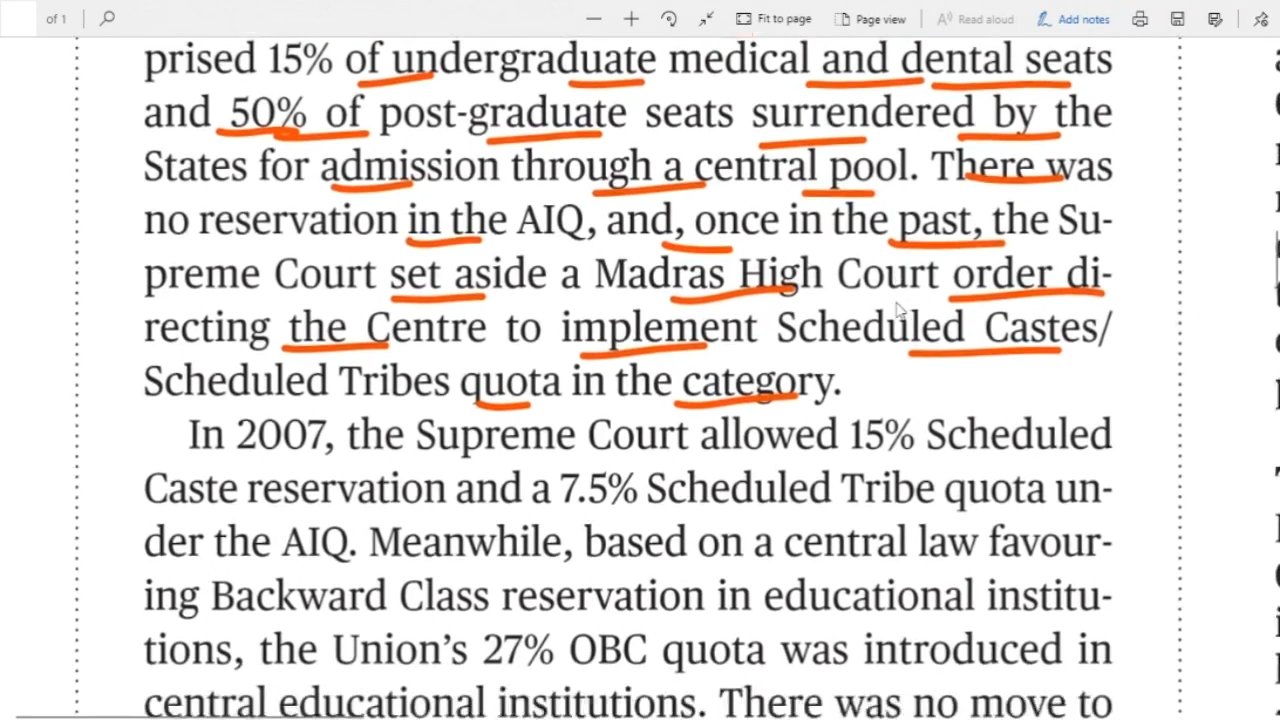 of 1 Fit to page Page view Read aloud Add notes
prised 15% of undergraduate medical and dental seats
and 50% of post-graduate seats surrendered by the
States for admission through a central pool. There was
no reservation in the AIQ, and, once in the past, the Su-
preme Court set aside a Madras High Court order di-
recting the Centre to implement Scheduled Castes/
Scheduled Tribes quota in the category.
In 2007, the Supreme Court allowed 15% Scheduled
Caste reservation and a 7.5% Scheduled Tribe quota un-
der the AIQ. Meanwhile, based on a central law favour-
ing Backward Class reservation in educational institu-
tions, the Union’s 27% OBC quota was introduced in
central educational institutions. There was no move to